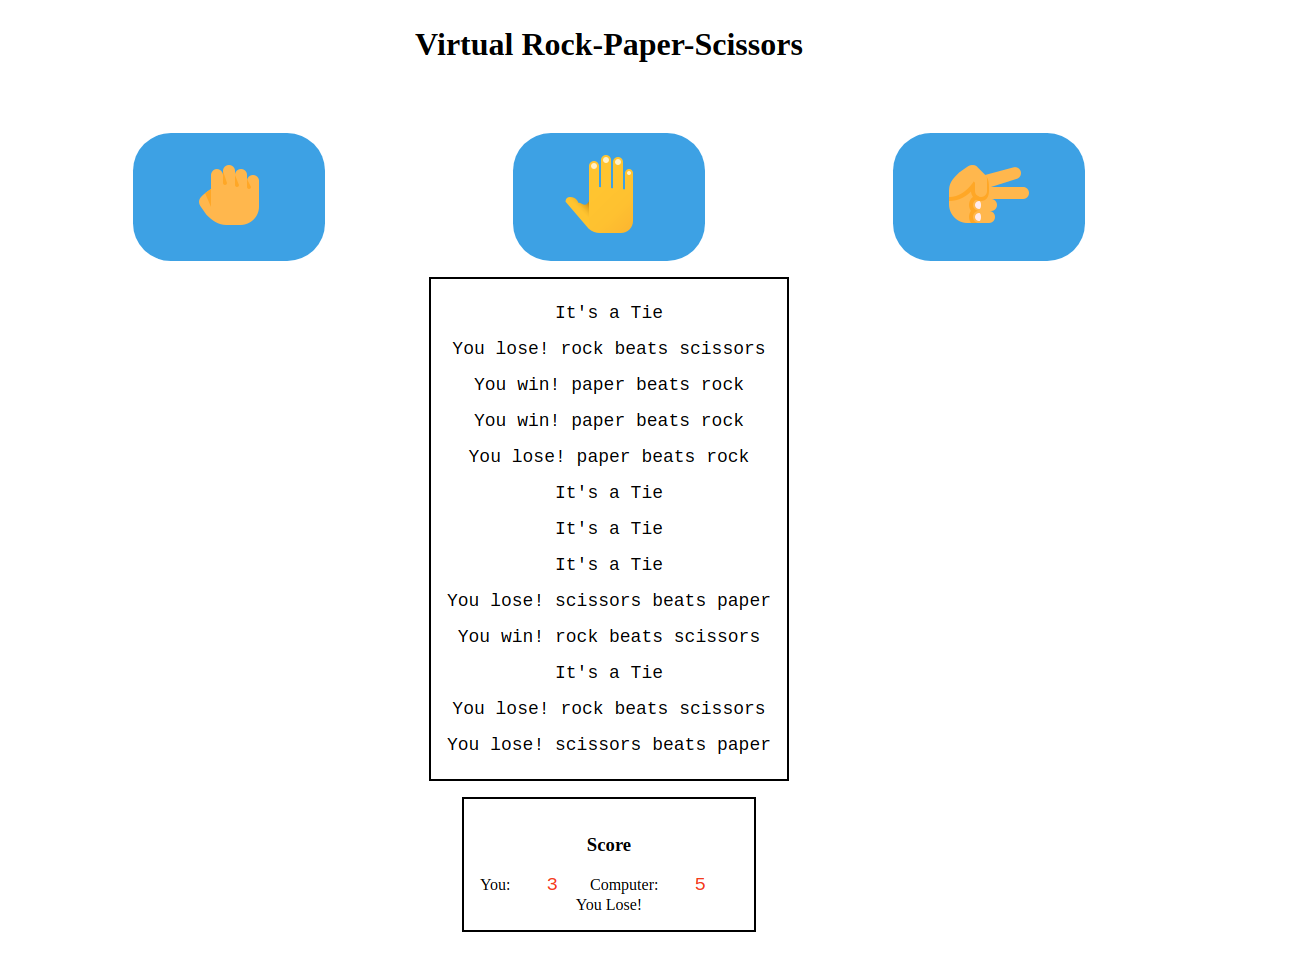 Virtual Rock-Paper-Scissors
It's a Tie
You lose! rock beats scissors
You win! paper beats rock
You win! paper beats rock
You lose! paper beats rock
It's a Tie
It's a Tie
It's a Tie
You lose! scissors beats paper
You win! rock beats scissors
It's a Tie
You lose! rock beats scissors
You lose! scissors beats paper
Score
You: 3 Computer: 5
You Lose!